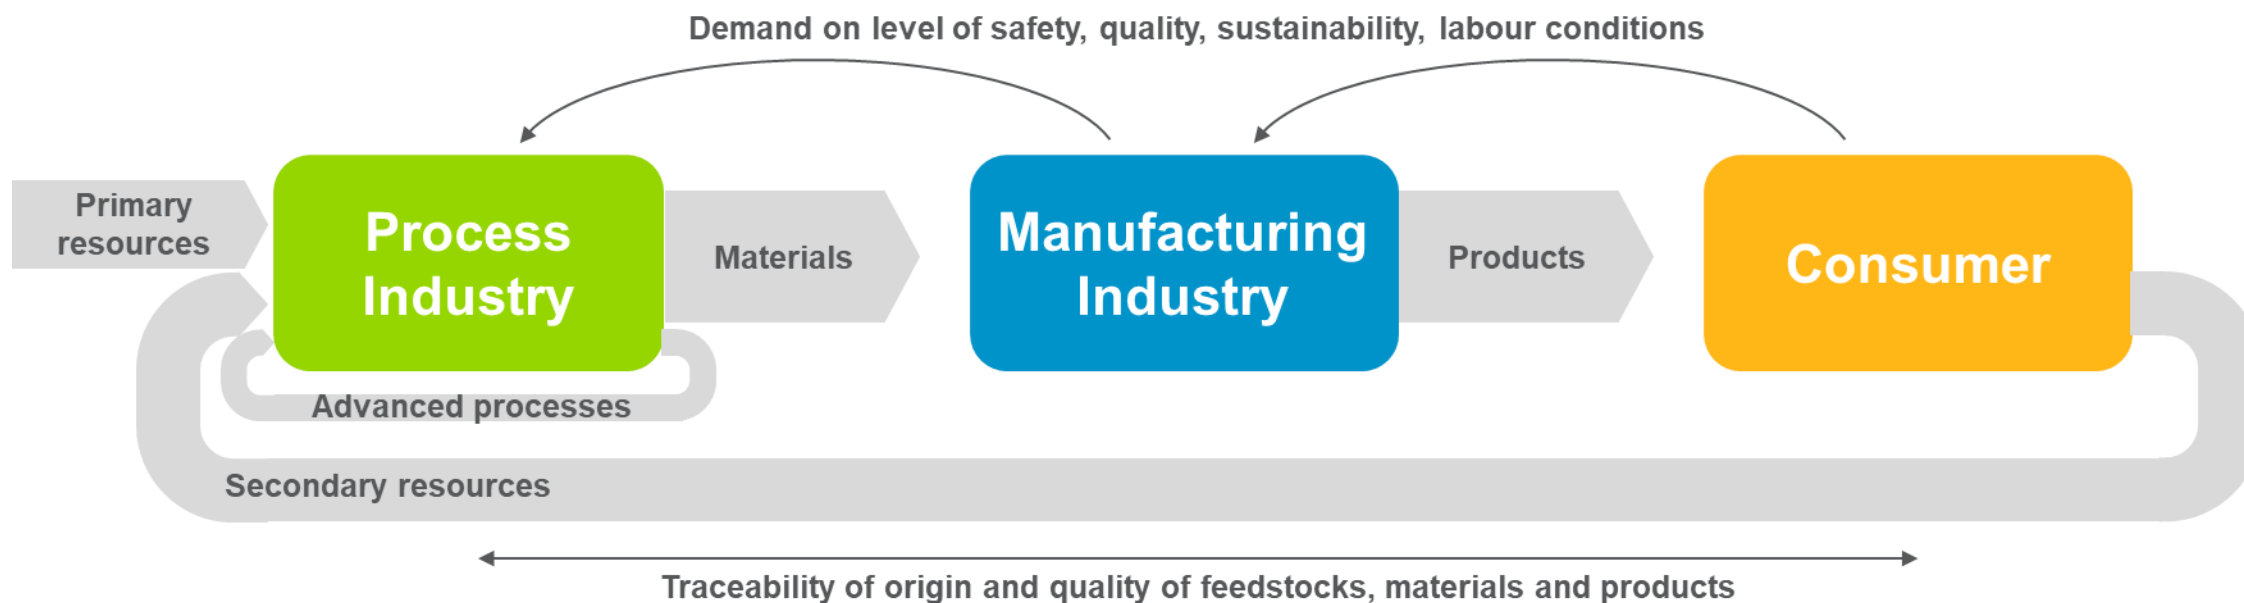 Demand on level of safety, quality, sustainability, labour conditions
Primary
resources
Process
Industry
Materials
Manufacturing
Industry
Products
Consumer
Advanced processes
Secondary resources
Traceability of origin and quality of feedstocks, materials and products